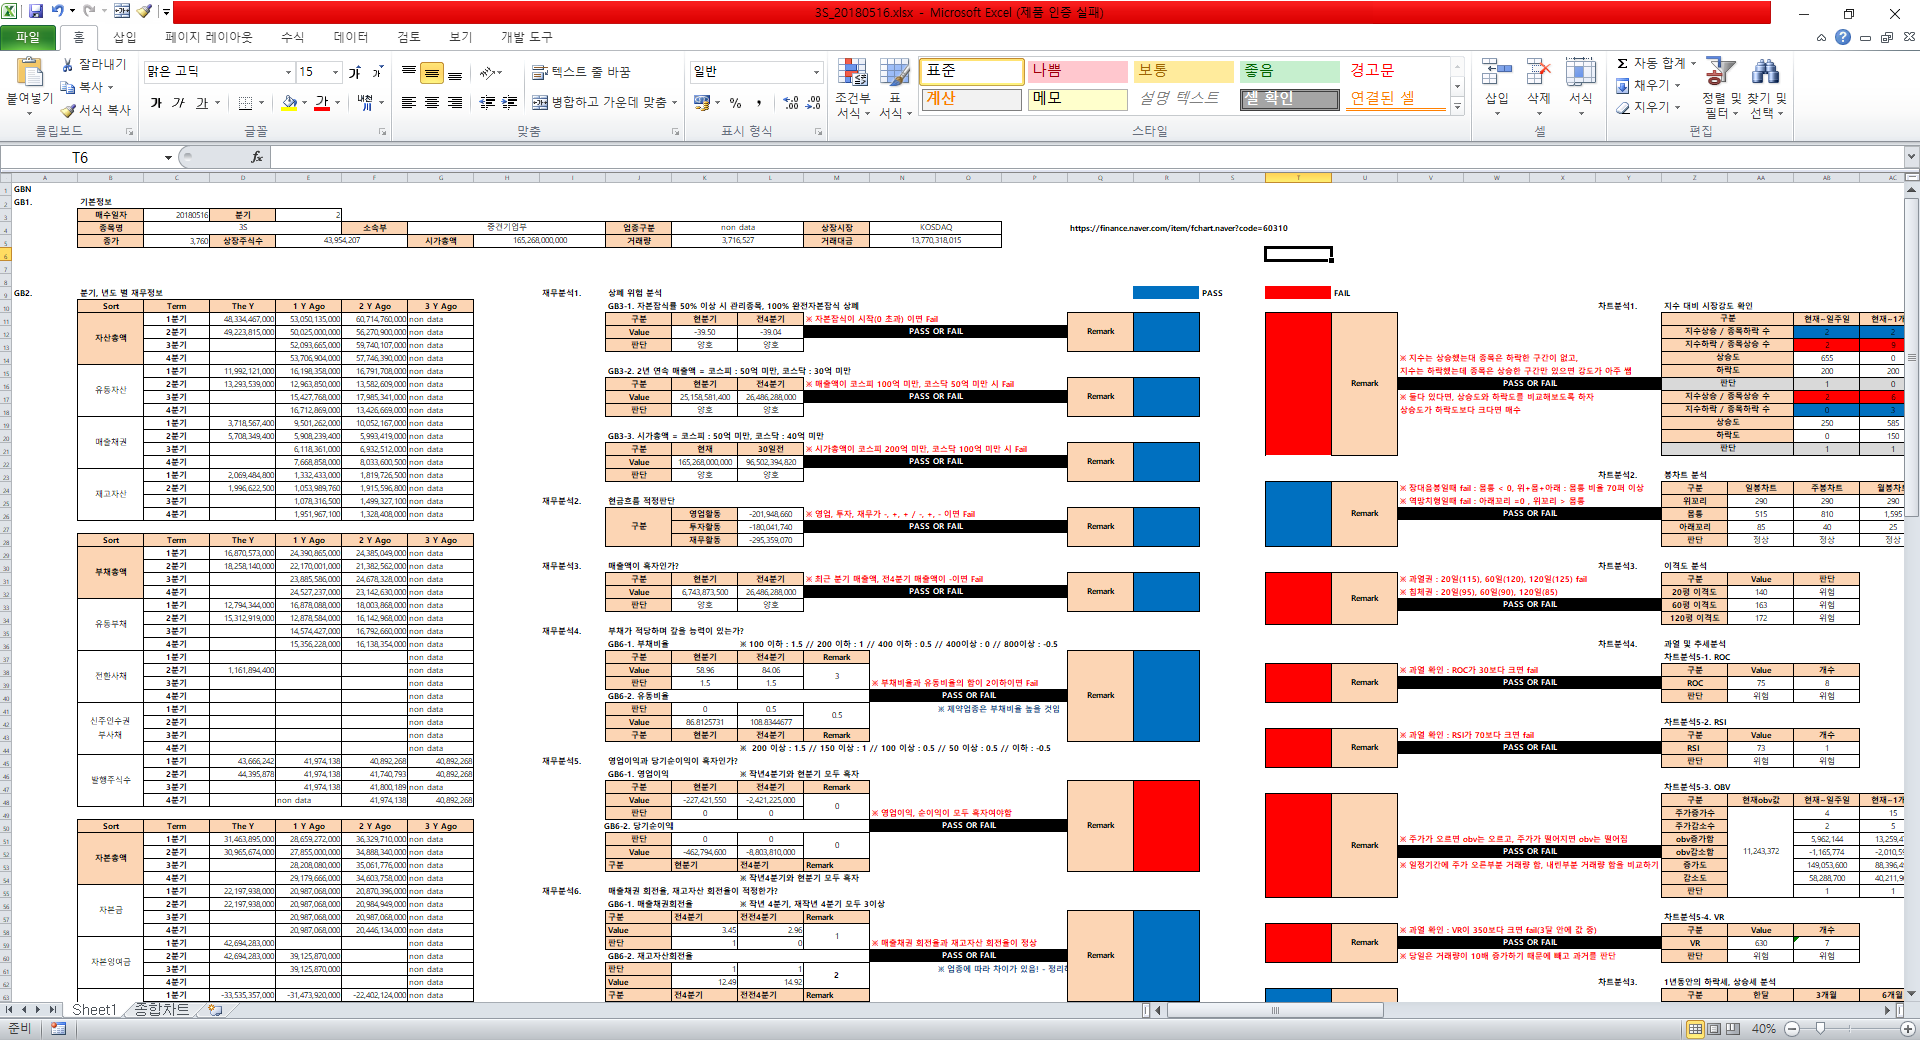 3S_20180516.xlsx - Microsoft Excel (제품 인증 실패)
파일 홈 삽입 페이지 레이아웃 수식 데이터 검토 보기 개발 도구
붙여넣기 잘라내기 복사 서식 복사 클립보드
맑은 고딕 15 가 가 가 내천 글꼴
텍스트 줄 바꿈 병합하고 가운데 맞춤 맞춤
일반 % , 표시 형식
조건부 서식 표 서식
표준 나쁨 보통 좋음 경고문
계산 메모 설명 텍스트 셀 확인 연결된 셀
스타일
삽입 삭제 서식 셀
자동 합계 채우기 지우기 정렬 및 필터 찾기 및 선택 편집
T6 fx
A B C D E F G H I J K L M N O P Q R S T U V W X Y Z AA AB AC
GBN
GB1. 기본정보
매수일자 20180516 분기 2
종목명 3S 소속부 중견기업부 업종구분 non data 상장시장 KOSDAQ
종가 3,760 상장주식수 43,954,207 시가총액 165,268,000,000 거래량 3,716,527 거래대금 13,770,318,015
https://finance.naver.com/item/fchart.naver?code=60310
GB2. 분기, 년도 별 재무정보
Sort Term The Y 1 Y Ago 2 Y Ago 3 Y Ago
자산총액
1분기 48,334,467,000 53,050,135,000 60,714,760,000 non data
2분기 49,223,815,000 50,025,000,000 56,270,900,000 non data
3분기 52,093,665,000 59,740,107,000 non data
4분기 53,706,904,000 57,746,390,000 non data
유동자산
1분기 11,992,121,000 16,198,358,000 16,791,708,000 non data
2분기 13,293,539,000 12,963,850,000 13,582,609,000 non data
3분기 15,427,768,000 17,985,341,000 non data
4분기 16,712,869,000 13,426,669,000 non data
매출채권
1분기 3,718,567,400 9,501,262,000 10,052,167,000 non data
2분기 5,708,349,400 5,908,239,400 5,993,419,000 non data
3분기 6,118,361,000 6,932,512,000 non data
4분기 7,668,858,000 8,033,600,500 non data
재고자산
1분기 2,069,484,800 1,332,433,000 1,819,726,500 non data
2분기 1,996,622,500 1,053,989,760 1,915,596,800 non data
3분기 1,078,316,500 1,499,327,100 non data
4분기 1,951,967,100 1,328,408,000 non data
Sort Term The Y 1 Y Ago 2 Y Ago 3 Y Ago
부채총액
1분기 16,870,573,000 24,390,865,000 24,385,049,000 non data
2분기 18,258,140,000 22,170,001,000 21,382,562,000 non data
3분기 23,885,586,000 24,678,328,000 non data
4분기 24,527,237,000 23,142,630,000 non data
유동부채
1분기 12,794,344,000 16,878,088,000 18,003,868,000 non data
2분기 15,312,919,000 12,878,584,000 16,142,968,000 non data
3분기 14,574,427,000 16,792,660,000 non data
4분기 15,356,228,000 16,138,354,000 non data
전환사채
1분기 non data
2분기 1,161,894,400 non data
3분기 non data
4분기 non data
신주인수권부사채
1분기 non data
2분기 non data
3분기 non data
4분기 non data
발행주식수
1분기 43,666,242 41,974,138 40,892,268 40,892,268
2분기 44,395,878 41,974,138 41,740,793 40,892,268
3분기 41,974,138 41,800,189 non data
4분기 non data 41,974,138 40,892,268
Sort Term The Y 1 Y Ago 2 Y Ago 3 Y Ago
자본총액
1분기 31,463,895,000 28,659,272,000 36,329,710,000 non data
2분기 30,965,674,000 27,855,000,000 34,888,340,000 non data
3분기 28,208,080,000 35,061,776,000 non data
4분기 29,179,666,000 34,603,758,000 non data
자본금
1분기 22,197,938,000 20,987,068,000 20,870,396,000 non data
2분기 22,197,938,000 20,987,068,000 20,984,949,000 non data
3분기 20,987,068,000 20,987,068,000 non data
4분기 20,987,068,000 20,446,134,000 non data
자본잉여금
1분기 42,694,283,000 non data
2분기 42,694,283,000 39,125,870,000 non data
3분기 39,125,870,000 non data
4분기 non data
1분기 -33,535,357,000 -31,473,920,000 -22,402,124,000 non data
재무분석1. 상폐 위험 분석 PASS FAIL
GB3-1. 자본잠식률 50% 이상 시 관리종목, 100% 완전자본잠식 상폐
구분 현분기 전4분기 ※ 자본잠식이 시작(0 초과) 이면 Fail
Value -39.50 -39.04 PASS OR FAIL Remark
판단 양호 양호
GB3-2. 2년 연속 매출액 = 코스피 : 50억 미만, 코스닥 : 30억 미만
구분 현분기 전4분기 ※ 매출액이 코스피 100억 미만, 코스닥 50억 미만 시 Fail
Value 25,158,581,400 26,486,288,000 PASS OR FAIL Remark
판단 양호 양호
GB3-3. 시가총액 = 코스피 : 50억 미만, 코스닥 : 40억 미만
구분 현재 30일전 ※ 시가총액이 코스피 200억 미만, 코스닥 100억 미만 시 Fail
Value 165,268,000,000 96,502,394,820 PASS OR FAIL Remark
판단 양호 양호
재무분석2. 현금흐름 적정판단
구분 영업활동 -201,948,660 ※ 영업, 투자, 재무가 -, +, + / -, +, - 이면 Fail
투자활동 -180,041,740 PASS OR FAIL Remark
재무활동 -295,359,070
재무분석3. 매출액이 흑자인가?
구분 현분기 전4분기 ※ 최근 분기 매출액, 전4분기 매출액이 -이면 Fail
Value 6,743,873,500 26,486,288,000 PASS OR FAIL Remark
판단 양호 양호
재무분석4. 부채가 적당하며 갚을 능력이 있는가?
GB6-1. 부채비율 ※ 100 이하 : 1.5 // 200 이하 : 1 // 400 이하 : 0.5 // 400이상 : 0 // 800이상 : -0.5
구분 현분기 전4분기 Remark
Value 58.96 84.06 3
판단 1.5 1.5 ※ 부채비율과 유동비율의 합이 2이하이면 Fail
GB6-2. 유동비율 PASS OR FAIL Remark
판단 0 0.5 0.5 ※ 제약업종은 부채비율 높을 것임
Value 86.8125731 108.8344677
구분 현분기 전4분기 Remark
※ 200 이상 : 1.5 // 150 이상 : 1 // 100 이상 : 0.5 // 50 이상 : 0.5 // 이하 : -0.5
재무분석5. 영업이익과 당기순이익이 흑자인가?
GB6-1. 영업이익 ※ 작년4분기와 현분기 모두 흑자
구분 현분기 전4분기 Remark
Value -227,421,550 -2,421,225,000 0
판단 0 0 ※ 영업이익, 순이익이 모두 흑자여야함
GB6-2. 당기순이익 PASS OR FAIL Remark
판단 0 0 0
Value -462,794,600 -8,803,810,000
구분 현분기 전4분기 Remark
※ 작년4분기와 현분기 모두 흑자
재무분석6. 매출채권 회전율, 재고자산 회전율이 적정한가?
GB6-1. 매출채권회전율 ※ 작년 4분기, 재작년 4분기 모두 3이상
구분 전4분기 전전4분기 Remark
Value 3.45 2.96 1
판단 1 0 ※ 매출채권 회전율과 재고자산 회전율이 정상
GB6-2. 재고자산회전율 PASS OR FAIL Remark
판단 1 1 2 ※ 업종에 따라 차이가 있음! - 정리하
Value 12.49 14.92
구분 전4분기 전전4분기 Remark
차트분석1. 지수 대비 시장강도 확인
구분 현재~일주일 현재~1개
지수상승 / 종목하락 수 2 2
지수하락 / 종목상승 수 2 9
상승도 655 0
하락도 200 200
판단 1 0
지수상승 / 종목상승 수 2 6
지수하락 / 종목하락 수 0 3
상승도 250 585
하락도 0 150
판단 1 1
Remark
※ 지수는 상승했는대 종목은 하락한 구간이 없고,
지수는 하락했는데 종목은 상승한 구간만 있으면 강도가 아주 쌤
PASS OR FAIL
※ 둘다 있다면, 상승도와 하락도를 비교해보도록 하자
상승도가 하락도보다 크다면 매수
차트분석2. 봉차트 분석
※ 장대음봉일때 fail : 몸통 < 0, 위+몸+아래 : 몸통 비율 70퍼 이상
※ 역망치형일때 fail : 아래꼬리 =0 , 위꼬리 > 몸통
Remark PASS OR FAIL
구분 일봉차트 주봉차트 월봉차트
위꼬리 290 290 290
몸통 515 810 1,595
아래꼬리 85 40 25
판단 정상 정상 정상
차트분석3. 이격도 분석
※ 과열권 : 20일(115), 60일(120), 120일(125) fail
※ 침체권 : 20일(95), 60일(90), 120일(85)
Remark PASS OR FAIL
구분 Value 판단
20평 이격도 140 위험
60평 이격도 163 위험
120평 이격도 172 위험
차트분석4. 과열 및 추세분석
차트분석5-1. ROC
※ 과열 확인 : ROC가 30보다 크면 fail
Remark PASS OR FAIL
구분 Value 개수
ROC 75 8
판단 위험 위험
차트분석5-2. RSI
※ 과열 확인 : RSI가 70보다 크면 fail
Remark PASS OR FAIL
구분 Value 개수
RSI 73 1
판단 위험 위험
차트분석5-3. OBV
구분 현재obv값 현재~일주일 현재~1개
주가증가수 4 15
주가감소수 2 5
obv증가합 5,962,144 13,259,4
obv감소합 11,243,372 -1,165,774 -2,010,59
증가도 149,053,600 88,396,4
감소도 58,288,700 40,211,9
판단 1 1
※ 주가가 오르면 obv는 오르고, 주가가 떨어지면 obv는 떨어짐
Remark PASS OR FAIL
※ 일정기간에 주가 오른부분 거래량 합, 내린부분 거래량 합을 비교하기
차트분석5-4. VR
※ 과열 확인 : VR이 350보다 크면 fail(3달 안에 값 중)
Remark PASS OR FAIL
※ 당일은 거래량이 10배 증가하기 때문에 빼고 과거를 판단
구분 Value 개수
VR 630 7
판단 위험 위험
차트분석3. 1년동안의 하락세, 상승세 분석
구분 한달 3개월 6개월
Sheet1 종합차트
준비 40%